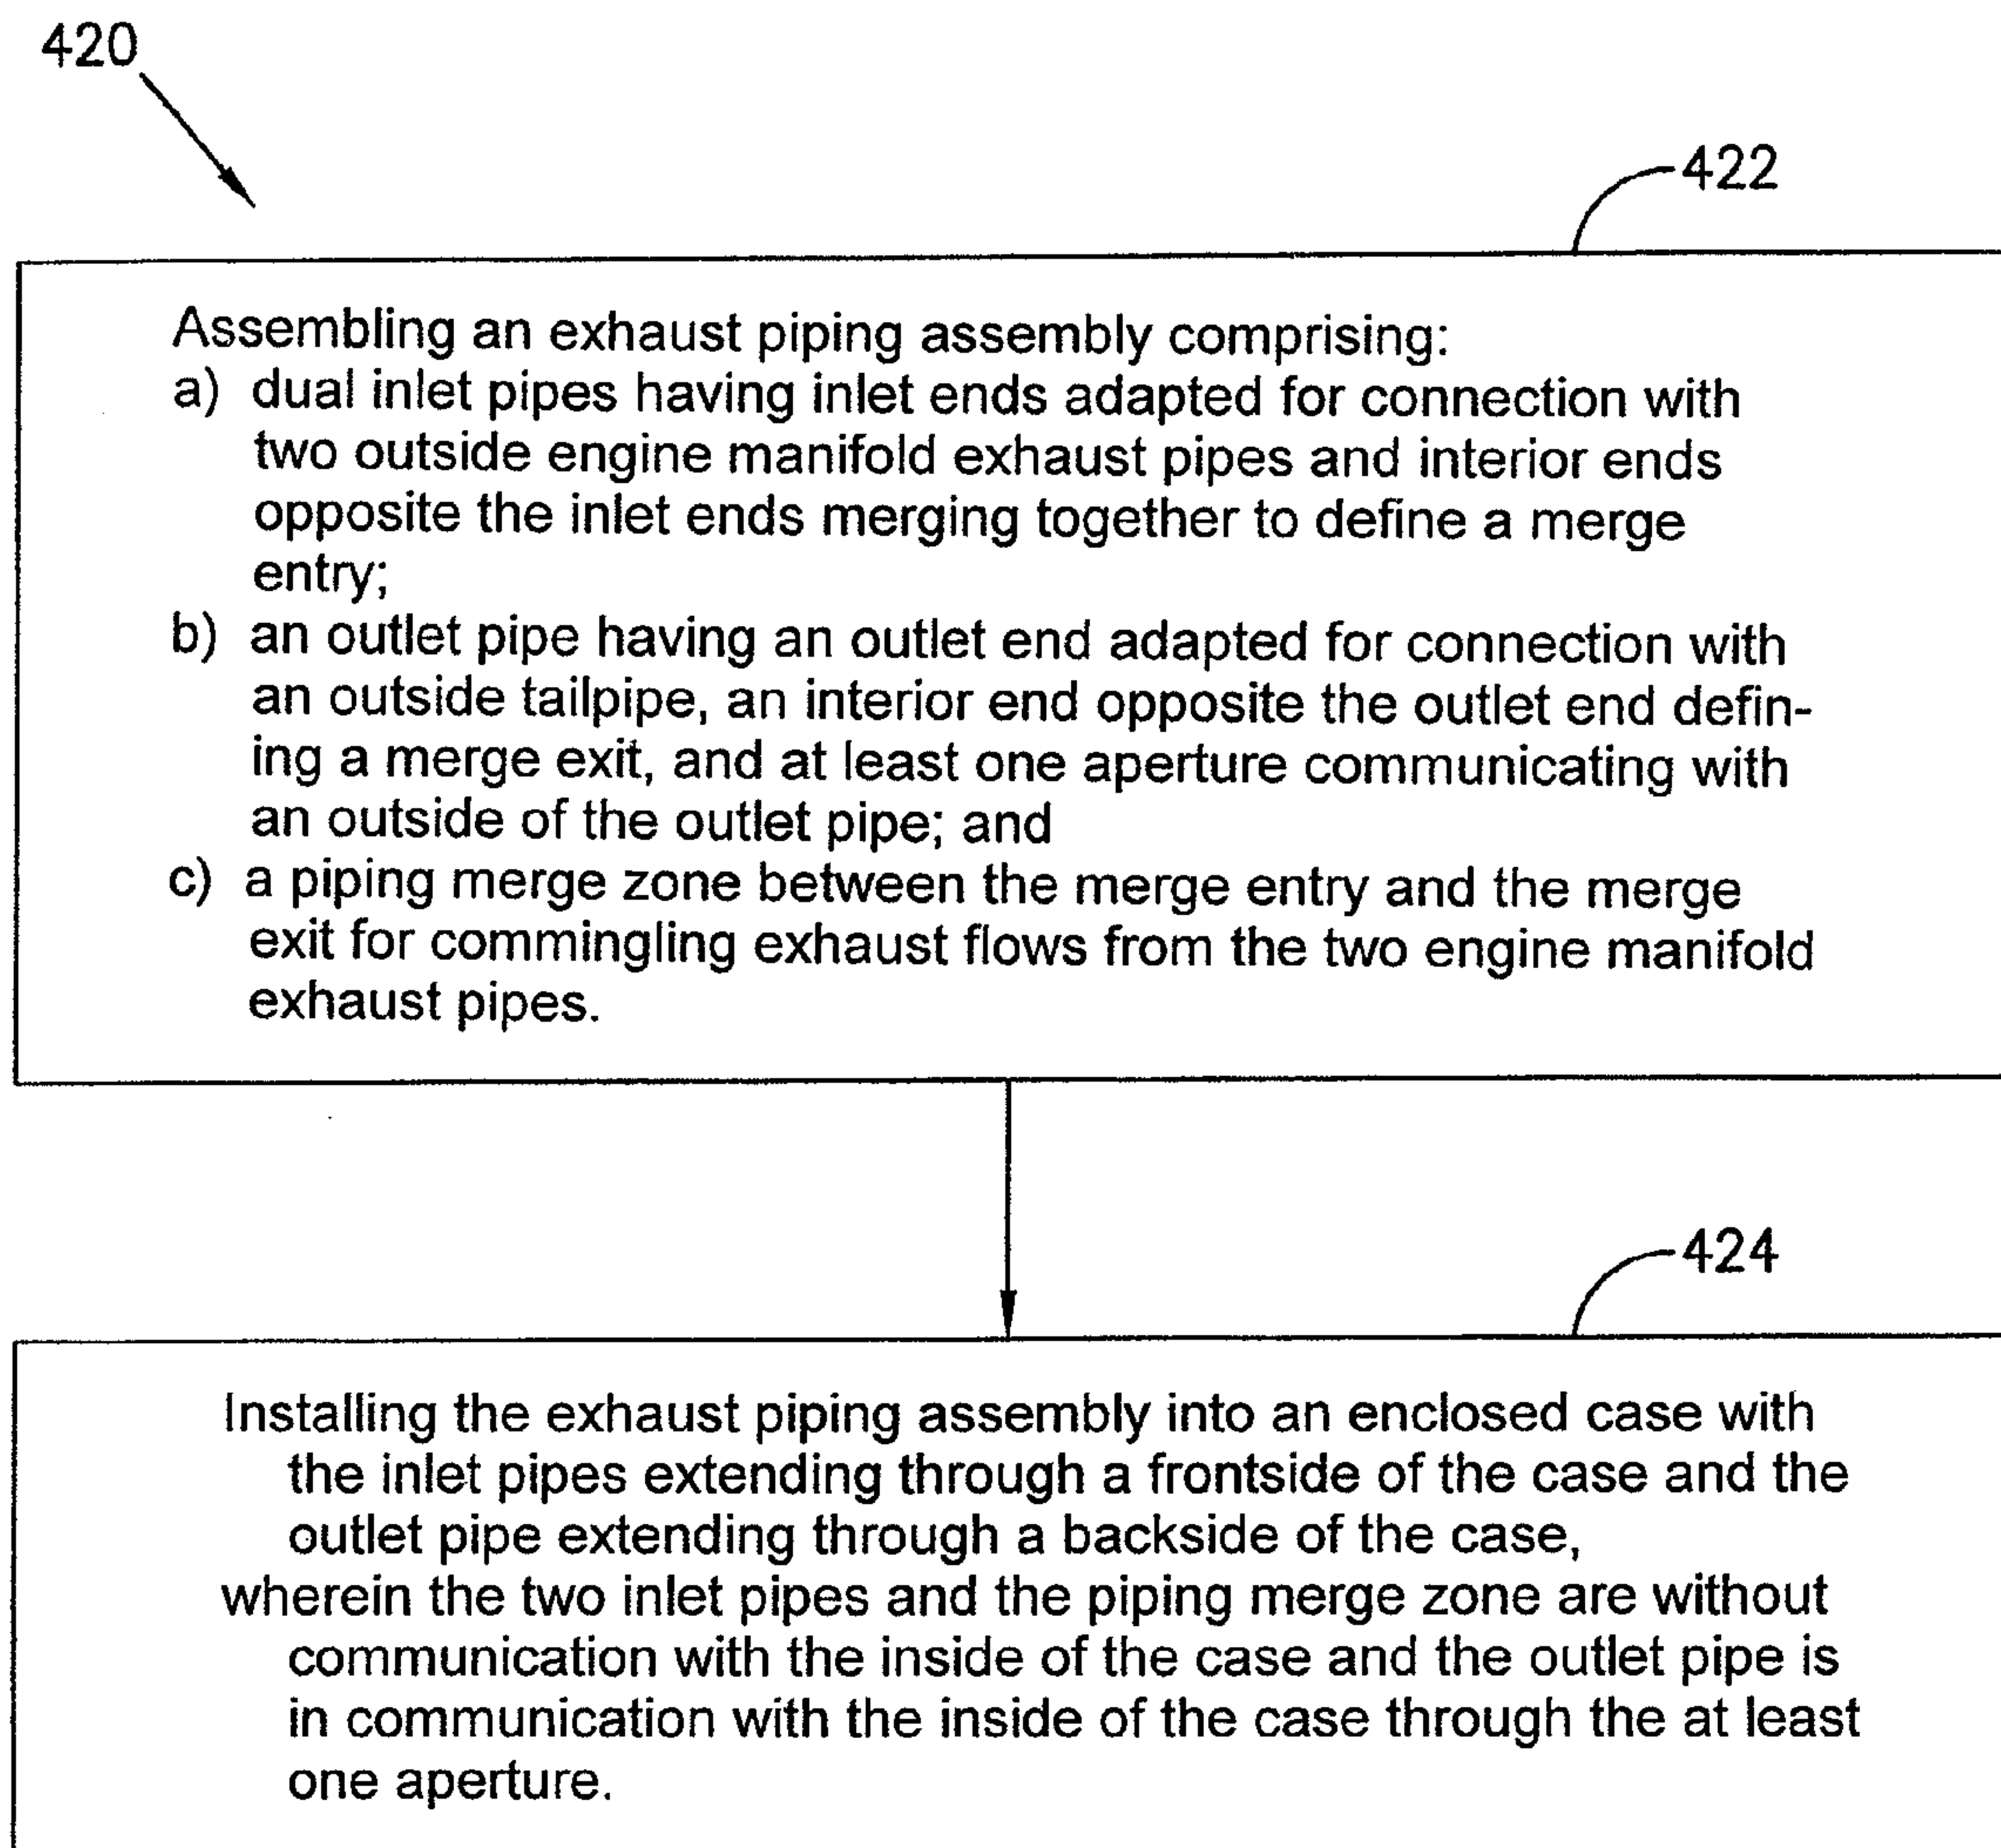 420
422
Assembling an exhaust piping assembly comprising:
a) dual inlet pipes having inlet ends adapted for connection with
two outside engine manifold exhaust pipes and interior ends
opposite the inlet ends merging together to define a merge
entry;
b) an outlet pipe having an outlet end adapted for connection with
an outside tailpipe, an interior end opposite the outlet end defin-
ing a merge exit, and at least one aperture communicating with
an outside of the outlet pipe; and
c) a piping merge zone between the merge entry and the merge
exit for commingling exhaust flows from the two engine manifold
exhaust pipes.
424
Installing the exhaust piping assembly into an enclosed case with
the inlet pipes extending through a frontside of the case and the
outlet pipe extending through a backside of the case,
wherein the two inlet pipes and the piping merge zone are without
communication with the inside of the case and the outlet pipe is
in communication with the inside of the case through the at least
one aperture.